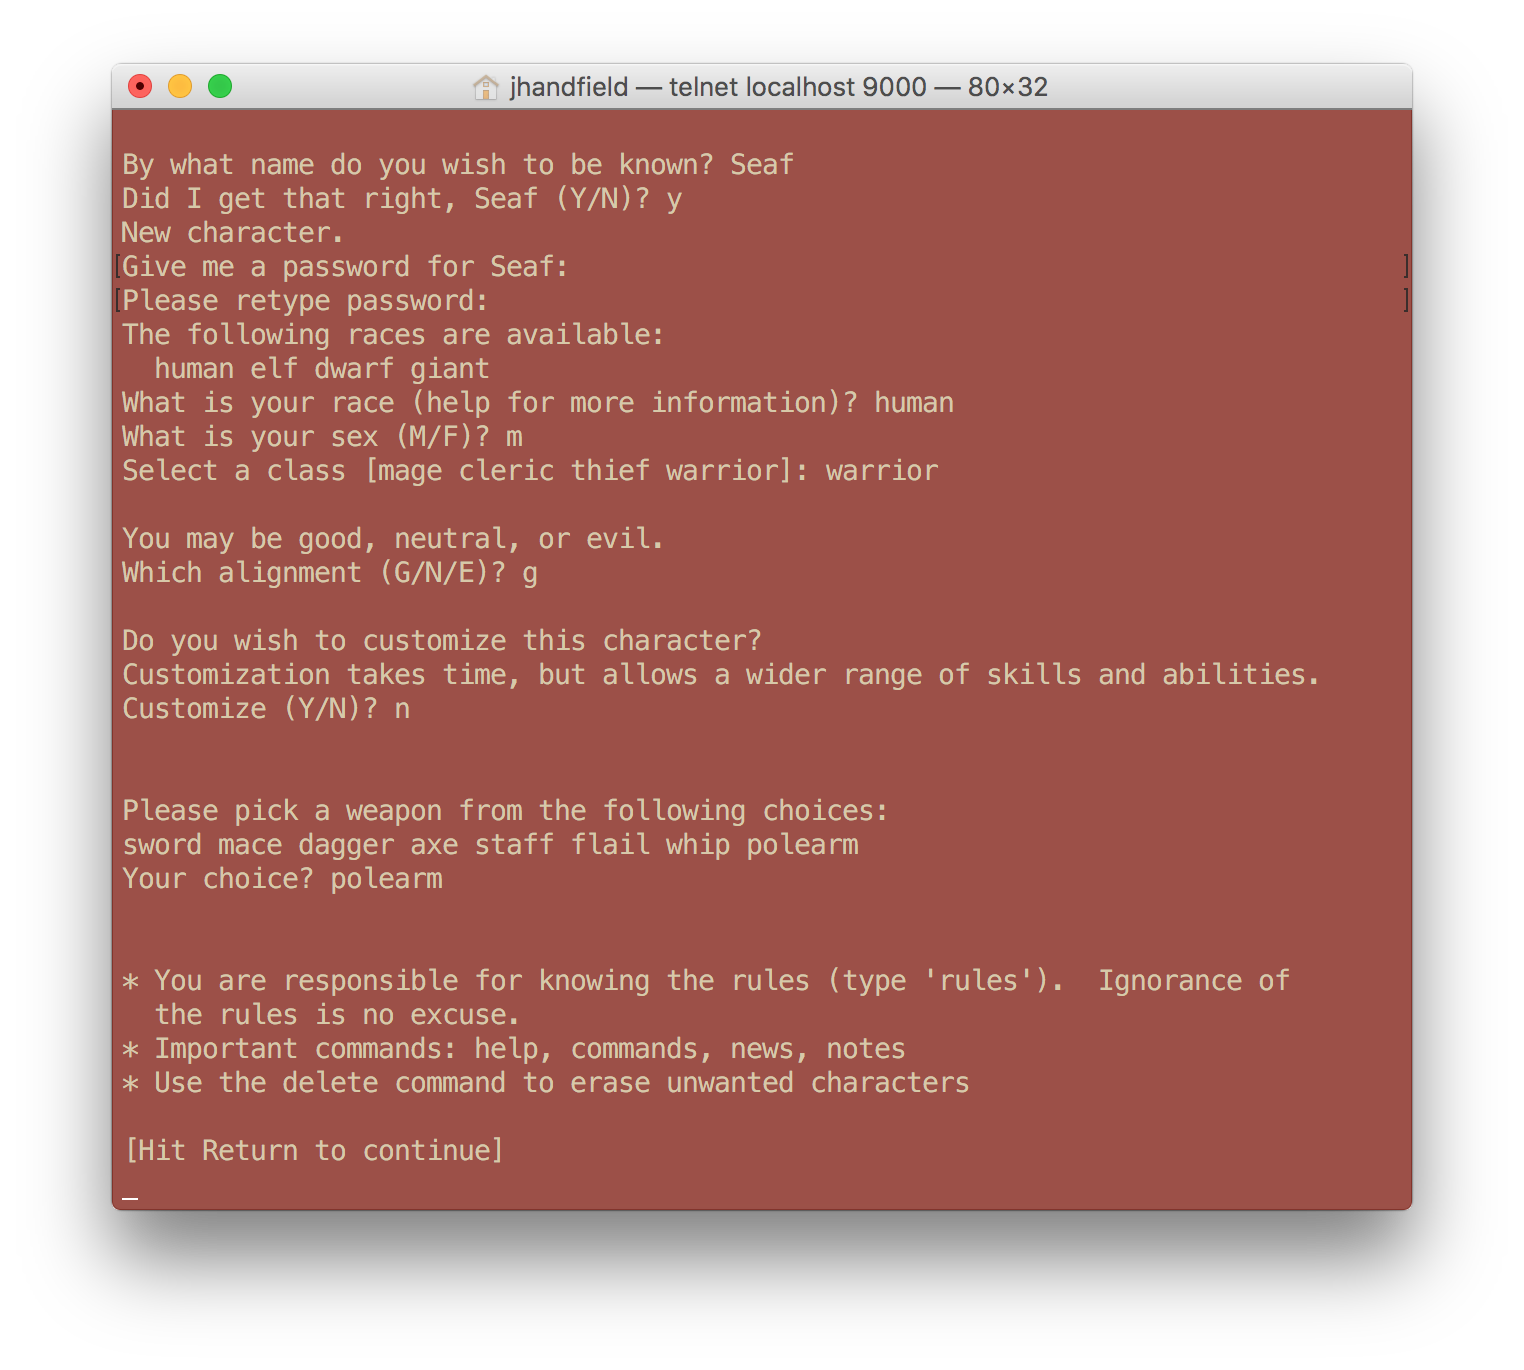 jhandfield — telnet localhost 9000 — 80×32
By what name do you wish to be known? Seaf
Did I get that right, Seaf (Y/N)? y
New character.
[Give me a password for Seaf: ]
[Please retype password: ]
The following races are available:
  human elf dwarf giant
What is your race (help for more information)? human
What is your sex (M/F)? m
Select a class [mage cleric thief warrior]: warrior
You may be good, neutral, or evil.
Which alignment (G/N/E)? g
Do you wish to customize this character?
Customization takes time, but allows a wider range of skills and abilities.
Customize (Y/N)? n
Please pick a weapon from the following choices:
sword mace dagger axe staff flail whip polearm
Your choice? polearm
* You are responsible for knowing the rules (type 'rules').  Ignorance of
  the rules is no excuse.
* Important commands: help, commands, news, notes
* Use the delete command to erase unwanted characters
[Hit Return to continue]
_